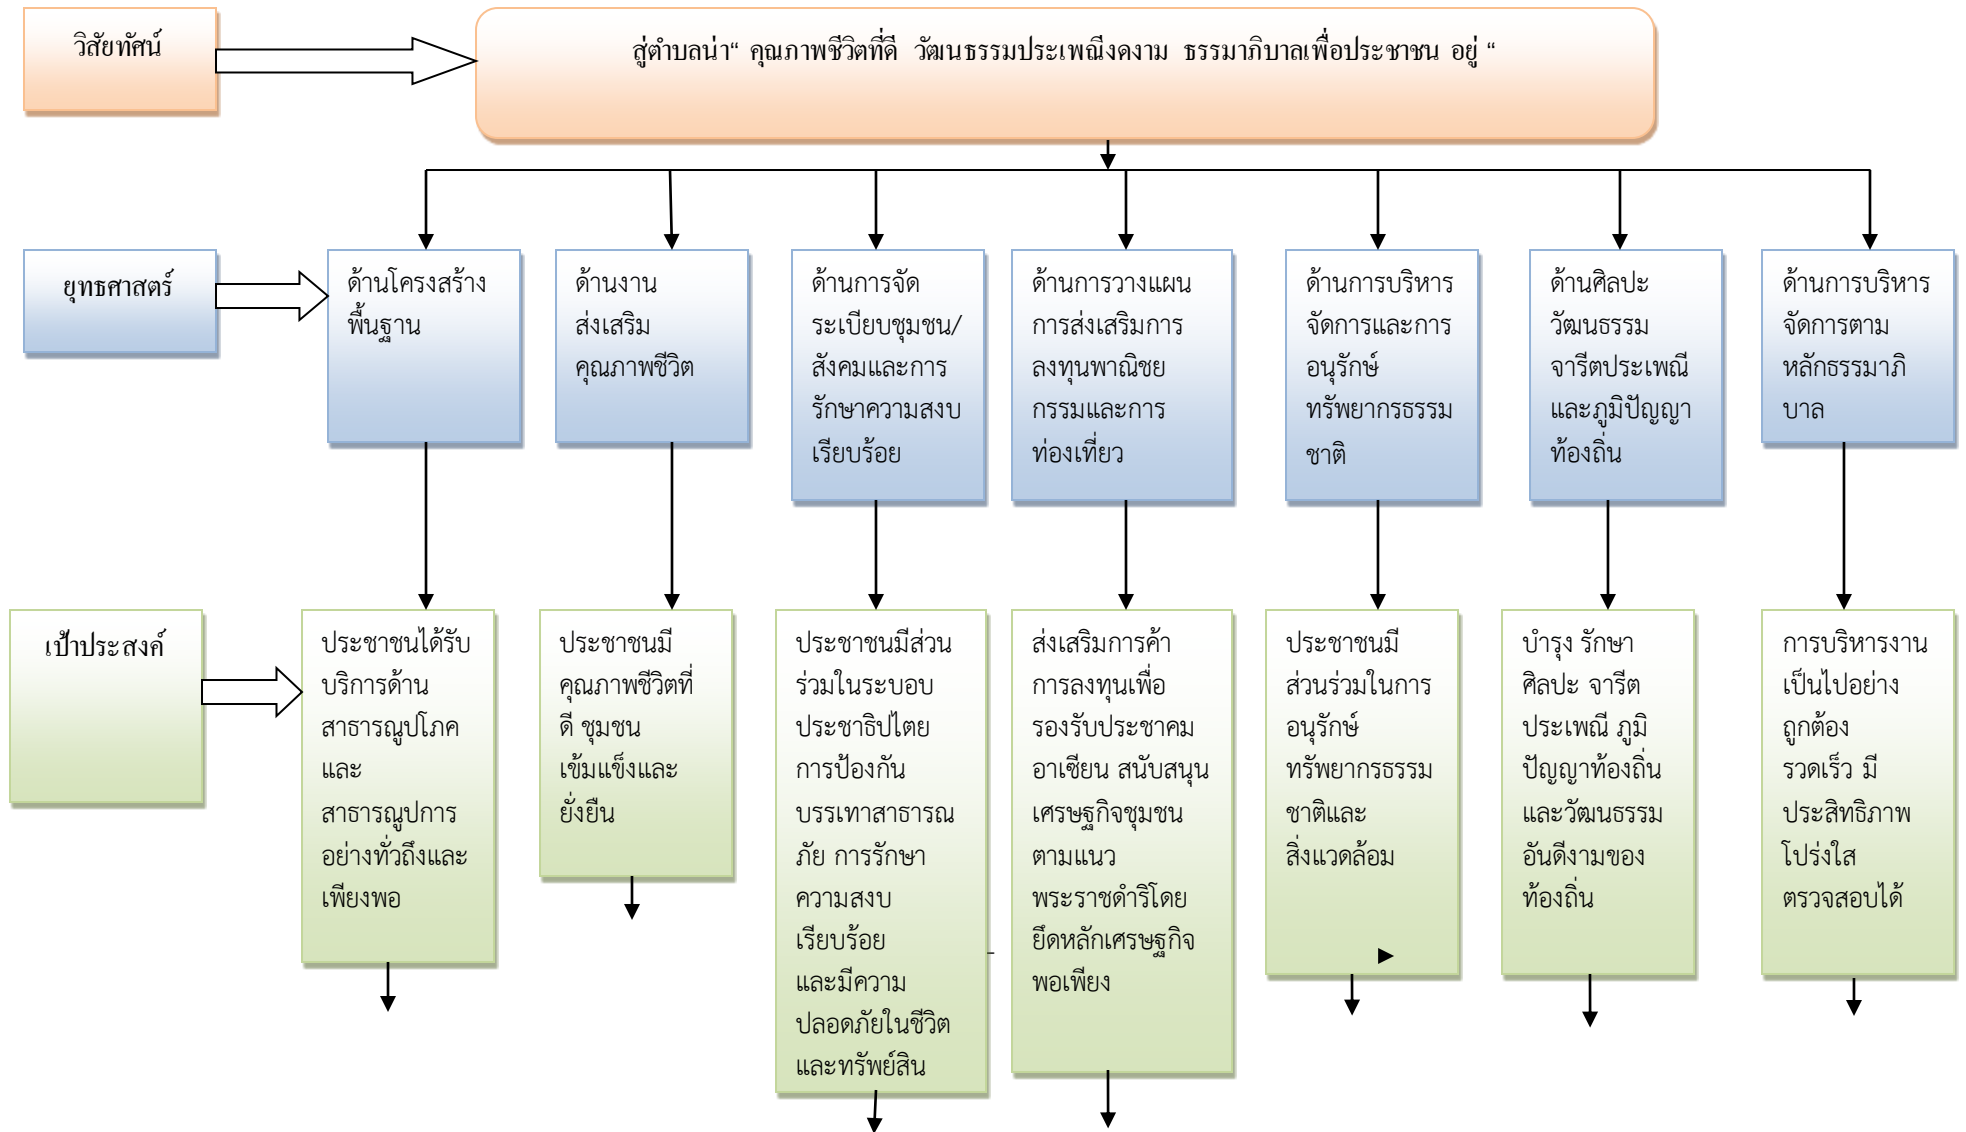 วิสัยทัศน์
สู่ตำบลน่า“ คุณภาพชีวิตที่ดี วัฒนธรรมประเพณีงดงาม ธรรมาภิบาลเพื่อประชาชน อยู่ “
ยุทธศาสตร์
ด้านโครงสร้าง
พื้นฐาน
ด้านงาน
ส่งเสริม
คุณภาพชีวิต
ด้านการจัด
ระเบียบชุมชน/
สังคมและการ
รักษาความสงบ
เรียบร้อย
ด้านการวางแผน
การส่งเสริมการ
ลงทุนพาณิชย
กรรมและการ
ท่องเที่ยว
ด้านการบริหาร
จัดการและการ
อนุรักษ์
ทรัพยากรธรรม
ชาติ
ด้านศิลปะ
วัฒนธรรม
จารีตประเพณี
และภูมิปัญญา
ท้องถิ่น
ด้านการบริหาร
จัดการตาม
หลักธรรมาภิ
บาล
เป้าประสงค์
ประชาชนได้รับ
บริการด้าน
สาธารณูปโภค
และ
สาธารณูปการ
อย่างทั่วถึงและ
เพียงพอ
ประชาชนมี
คุณภาพชีวิตที่
ดี ชุมชน
เข้มแข็งและ
ยั่งยืน
ประชาชนมีส่วน
ร่วมในระบอบ
ประชาธิปไตย
การป้องกัน
บรรเทาสาธารณ
ภัย การรักษา
ความสงบ
เรียบร้อย
และมีความ
ปลอดภัยในชีวิต
และทรัพย์สิน
-
ส่งเสริมการค้า
การลงทุนเพื่อ
รองรับประชาคม
อาเซียน สนับสนุน
เศรษฐกิจชุมชน
ตามแนว
พระราชดำริโดย
ยึดหลักเศรษฐกิจ
พอเพียง
ประชาชนมี
ส่วนร่วมในการ
อนุรักษ์
ทรัพยากรธรรม
ชาติและ
สิ่งแวดล้อม
บำรุง รักษา
ศิลปะ จารีต
ประเพณี ภูมิ
ปัญญาท้องถิ่น
และวัฒนธรรม
อันดีงามของ
ท้องถิ่น
การบริหารงาน
เป็นไปอย่าง
ถูกต้อง
รวดเร็ว มี
ประสิทธิภาพ
โปร่งใส
ตรวจสอบได้